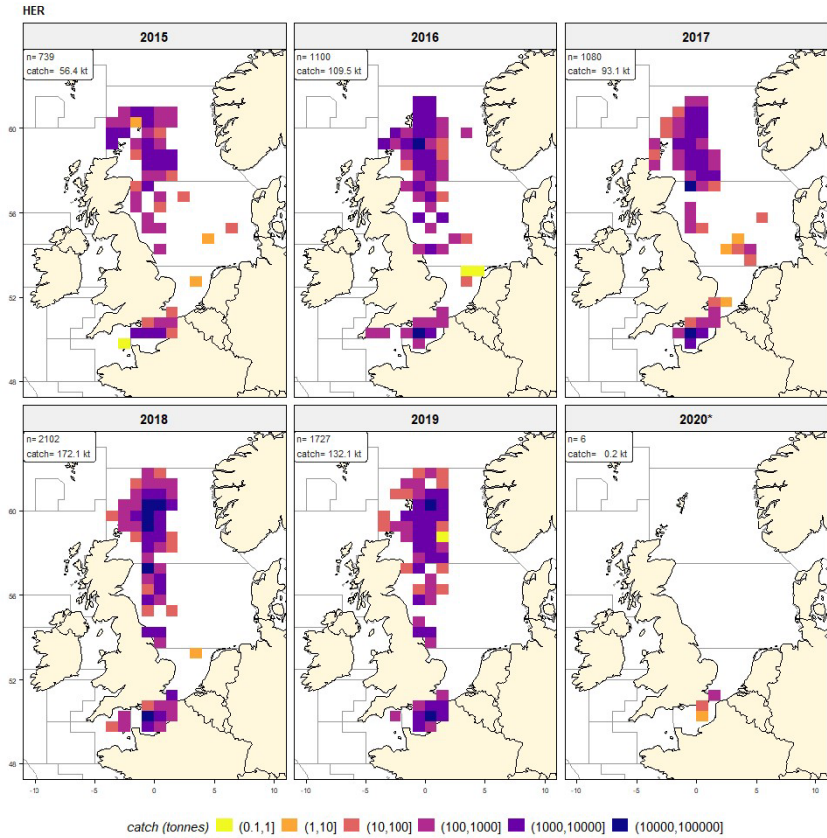 HER
2015 2016 2017
n= 739
catch= 56.4 kt
n= 1100
catch= 109.5 kt
n= 1080
catch= 93.1 kt
60
56
52
48
2018 2019 2020*
n= 2102
catch= 172.1 kt
n= 1727
catch= 132.1 kt
n= 6
catch= 0.2 kt
60
56
52
48
-10 -5 0 5 10 -10 -5 0 5 10 -10 -5 0 5 10
catch (tonnes) (0.1,1] (1,10] (10,100] (100,1000] (1000,10000] (10000,100000]